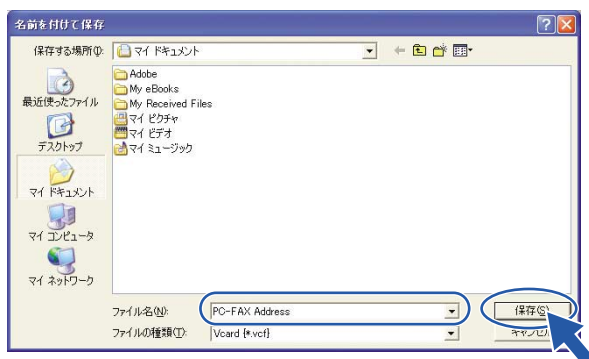 名前を付けて保存
保存する場所(I): マイ ドキュメント
Adobe
My eBooks
My Received Files
マイ ピクチャ
マイ ビデオ
マイ ミュージック
最近使ったファイル
デスクトップ
マイ ドキュメント
マイ コンピュータ
マイ ネットワーク
ファイル名(N): PC-FAX Address 保存(S)
ファイルの種類(T): Vcard (*.vcf)